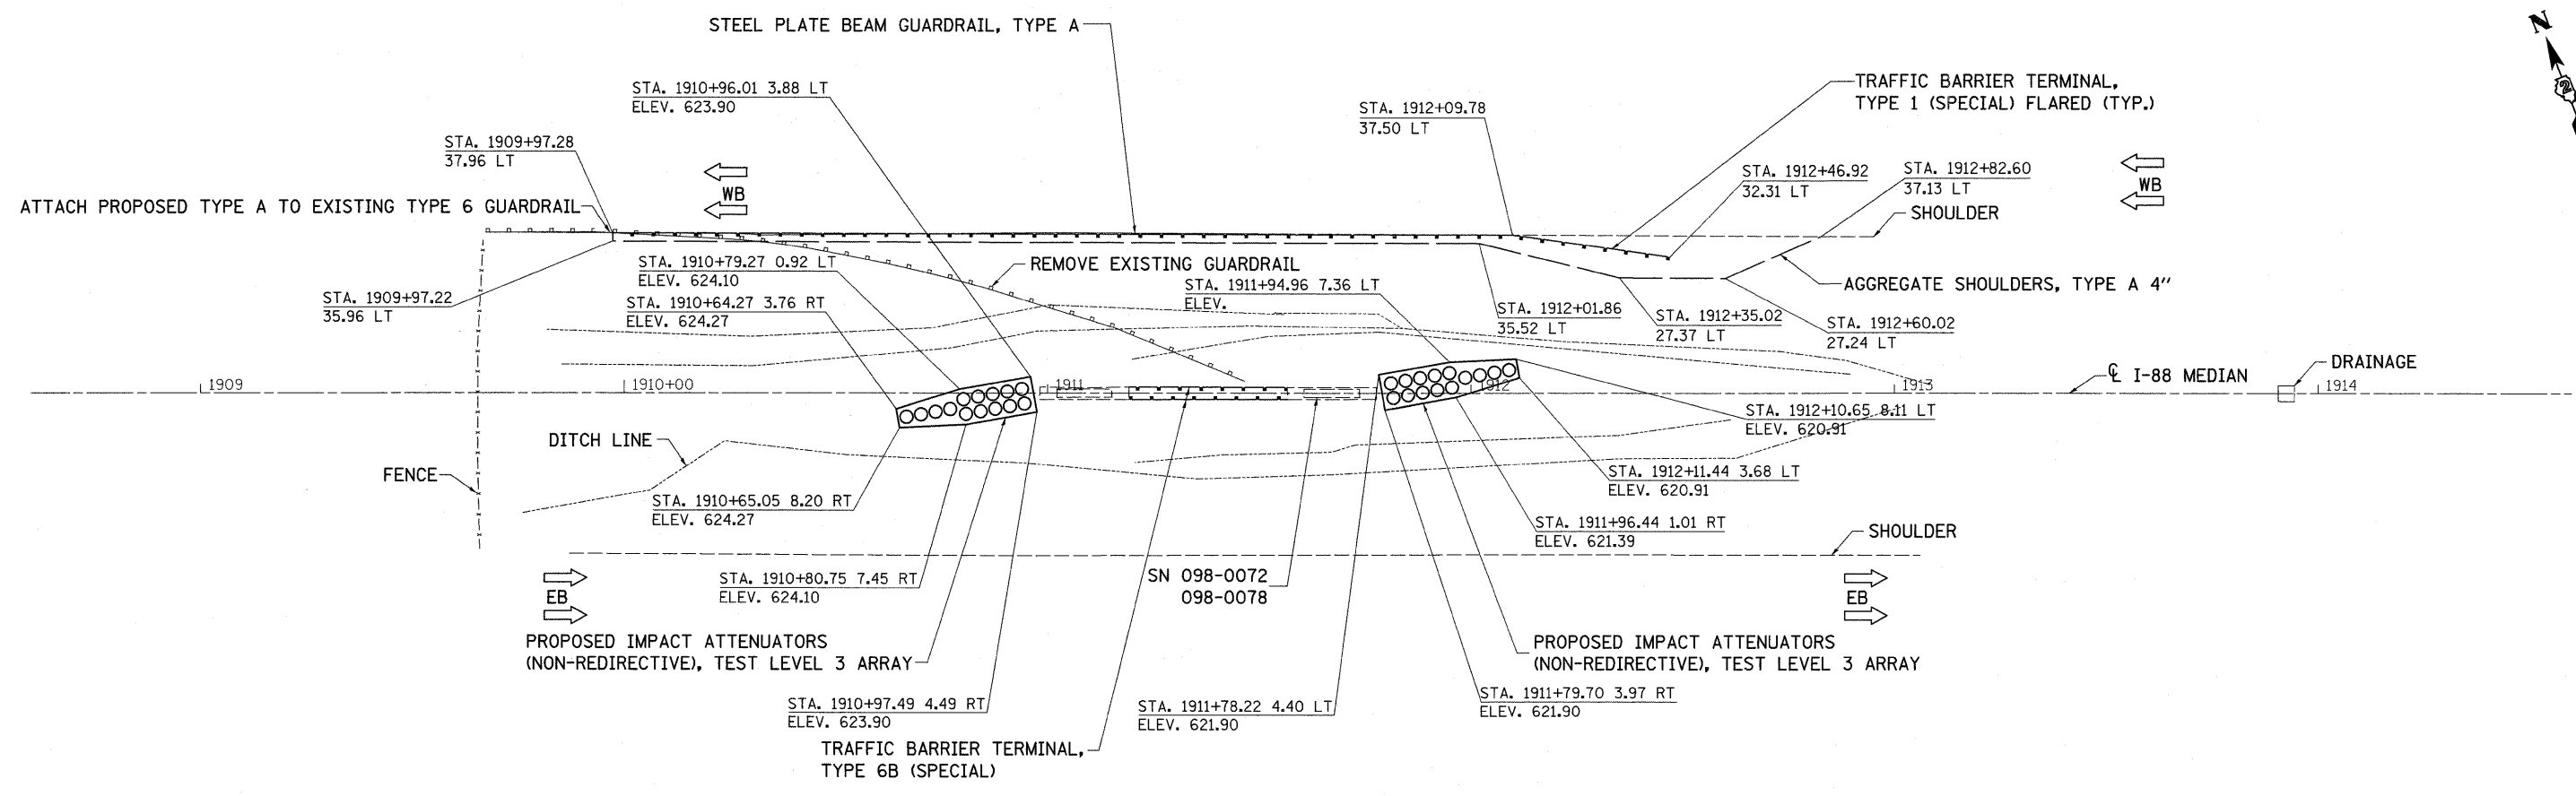 STEEL PLATE BEAM GUARDRAIL, TYPE A
N
2
TRAFFIC BARRIER TERMINAL,
TYPE 1 (SPECIAL) FLARED (TYP.)
STA. 1910+96.01 3.88 LT
ELEV. 623.90
STA. 1912+09.78
37.50 LT
STA. 1909+97.28
37.96 LT
STA. 1912+46.92
32.31 LT
STA. 1912+82.60
37.13 LT
WB
WB
ATTACH PROPOSED TYPE A TO EXISTING TYPE 6 GUARDRAIL
SHOULDER
STA. 1910+79.27 0.92 LT
ELEV. 624.10
REMOVE EXISTING GUARDRAIL
STA. 1911+94.96 7.36 LT
ELEV.
AGGREGATE SHOULDERS, TYPE A 4"
STA. 1909+97.22
35.96 LT
STA. 1910+64.27 3.76 RT
ELEV. 624.27
STA. 1912+01.86
35.52 LT
STA. 1912+35.02
27.37 LT
STA. 1912+60.02
27.24 LT
DRAINAGE
℄ I-88 MEDIAN
1909
1910+00
1911
1912
1913
1914
STA. 1912+10.65 8.11 LT
ELEV. 620.91
DITCH LINE
FENCE
STA. 1912+11.44 3.68 LT
ELEV. 620.91
STA. 1910+65.05 8.20 RT
ELEV. 624.27
STA. 1911+96.44 1.01 RT
ELEV. 621.39
SHOULDER
STA. 1910+80.75 7.45 RT
ELEV. 624.10
SN 098-0072
098-0078
EB
EB
PROPOSED IMPACT ATTENUATORS
(NON-REDIRECTIVE), TEST LEVEL 3 ARRAY
PROPOSED IMPACT ATTENUATORS
(NON-REDIRECTIVE), TEST LEVEL 3 ARRAY
STA. 1910+97.49 4.49 RT
ELEV. 623.90
STA. 1911+78.22 4.40 LT
ELEV. 621.90
STA. 1911+79.70 3.97 RT
ELEV. 621.90
TRAFFIC BARRIER TERMINAL,
TYPE 6B (SPECIAL)